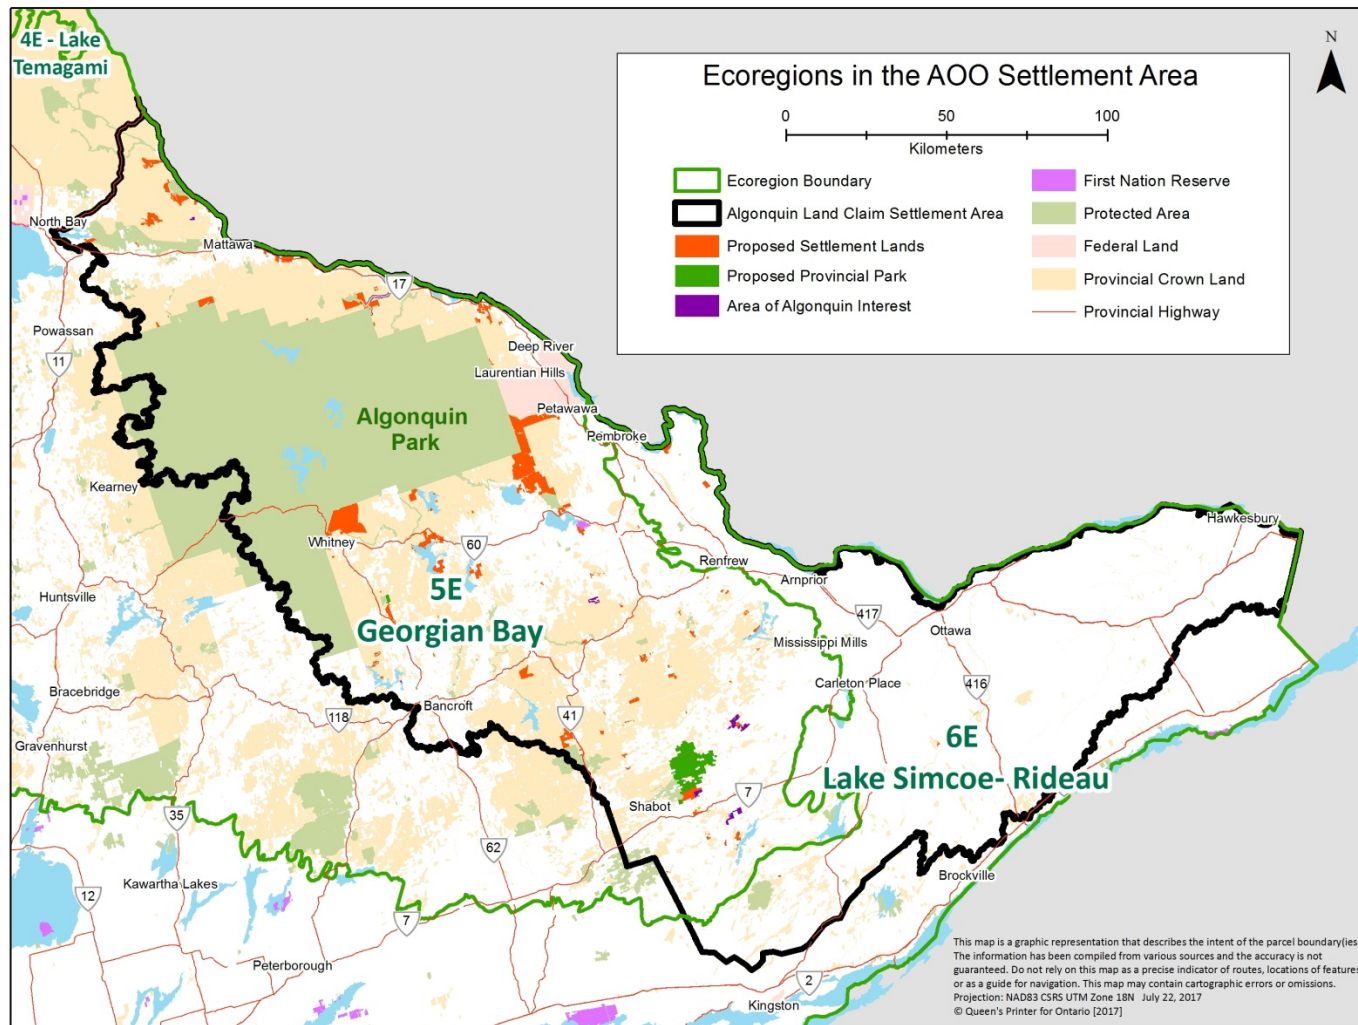 4E - Lake
Temagami
N
Ecoregions in the AOO Settlement Area
0 50 100
Kilometers
Ecoregion Boundary
Algonquin Land Claim Settlement Area
Proposed Settlement Lands
Proposed Provincial Park
Area of Algonquin Interest
First Nation Reserve
Protected Area
Federal Land
Provincial Crown Land
Provincial Highway
North Bay
Mattawa
17
Powassan
11
Deep River
Laurentian Hills
Petawawa
Algonquin
Park
Pembroke
Kearney
Whitney
60
Hawkesbury
Renfrew
Arnprior
5E
Georgian Bay
Huntsville
417
Ottawa
Mississippi Mills
Carleton Place
416
Bracebridge
118
Bancroft
41
Gravenhurst
6E
Lake Simcoe- Rideau
Shabot
7
35
62
Kawartha Lakes
12
7
Brockville
Peterborough
2
Kingston
This map is a graphic representation that describes the intent of the parcel boundary(ies
The information has been compiled from various sources and the accuracy is not
guaranteed. Do not rely on this map as a precise indicator of routes, locations of features
or as a guide for navigation. This map may contain cartographic errors or omissions.
Projection: NAD83 CSRS UTM Zone 18N July 22, 2017
© Queen's Printer for Ontario [2017]